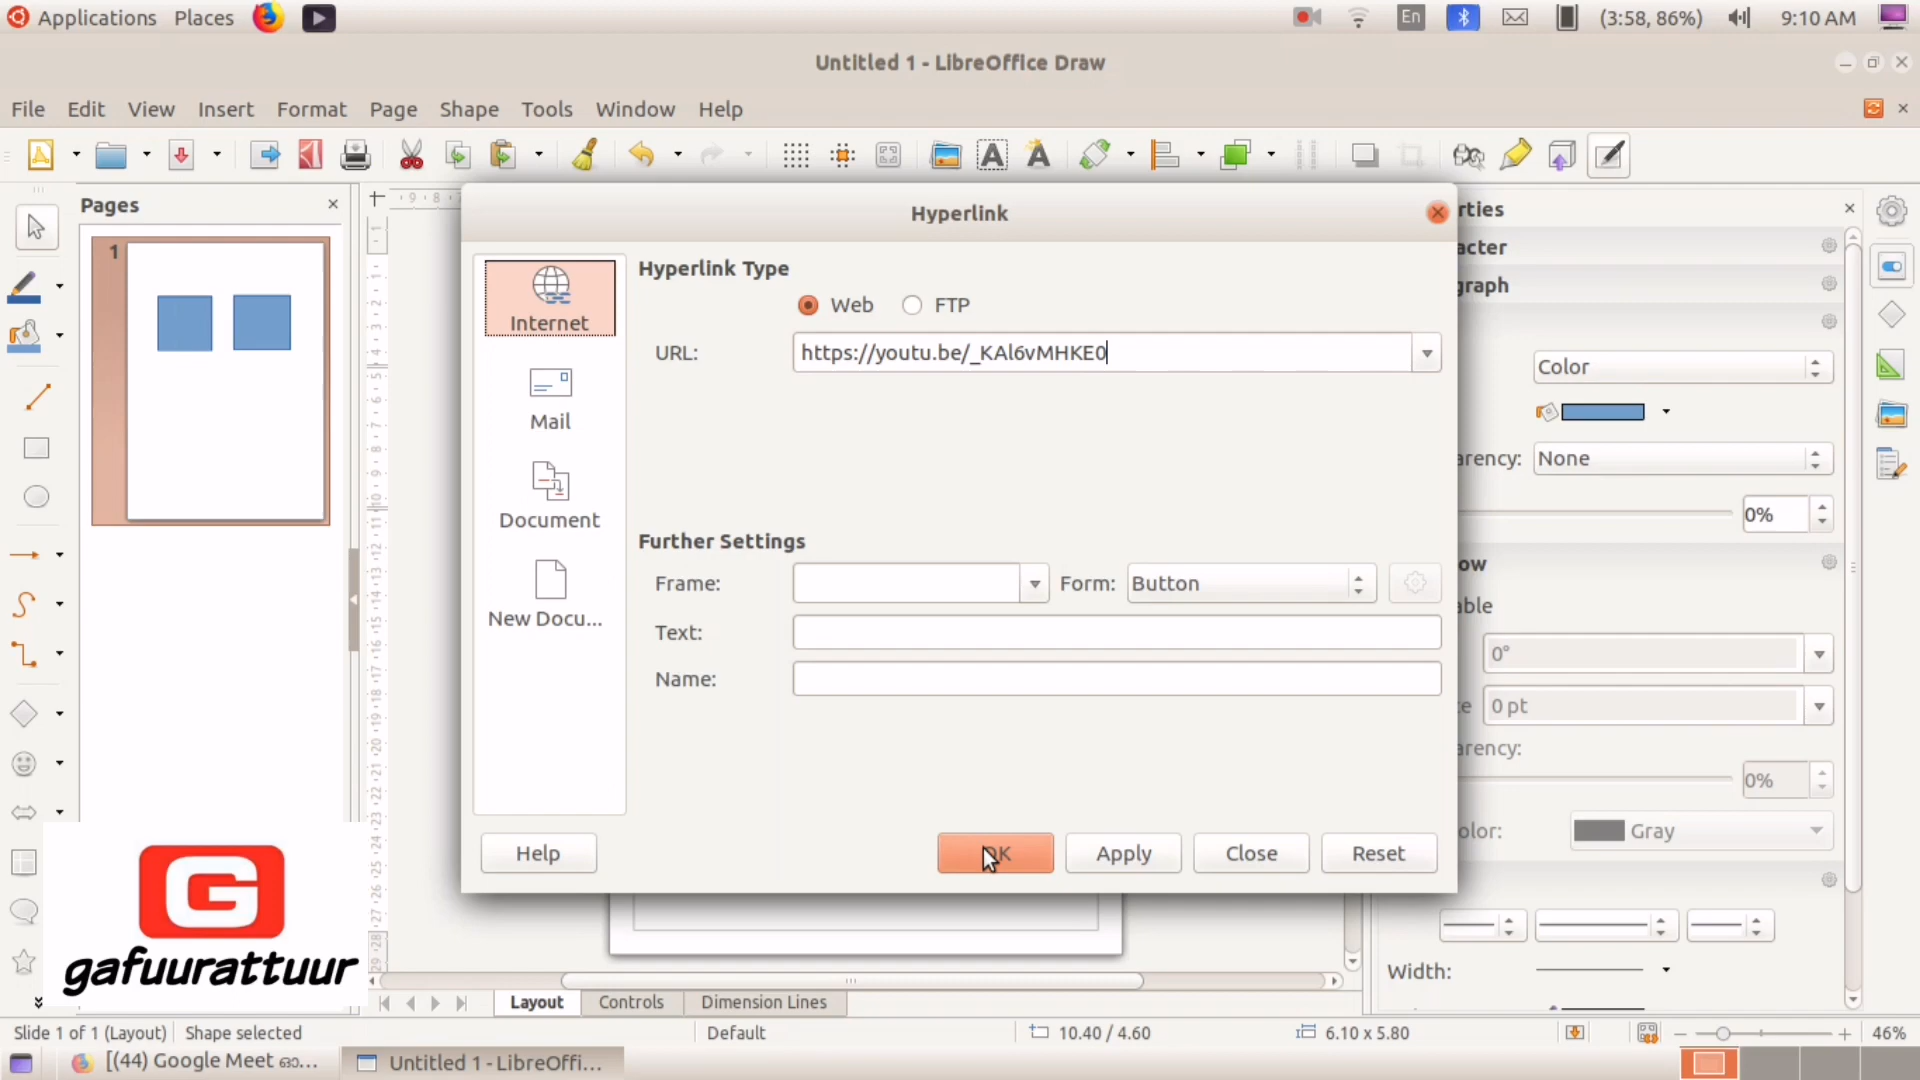 Applications Places En (3:58, 86%) 9:10 AM
Untitled 1 - LibreOffice Draw
File Edit View Insert Format Page Shape Tools Window Help
Pages
1
Hyperlink
Internet
Mail
Document
New Docu...
Hyperlink Type
Web FTP
URL: https://youtu.be/_KAl6vMHKE0
Further Settings
Frame: Form: Button
Text:
Name:
Help OK Apply Close Reset
rties
acter
graph
Color
arency: None
0%
ow
able
0°
te 0 pt
arency:
0%
olor: Gray
Width:
G
gafuurattuur
Layout Controls Dimension Lines
Slide 1 of 1 (Layout) Shape selected Default 10.40 / 4.60 6.10 x 5.80 46%
[(44) Google Meet ഓ... Untitled 1 - LibreOffi...